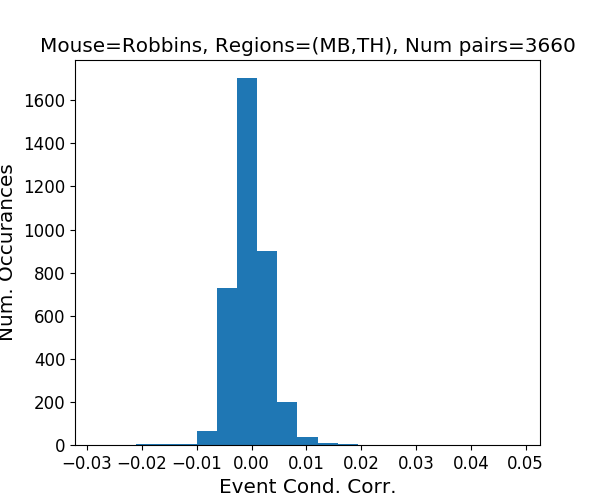 Mouse=Robbins, Regions=(MB,TH), Num pairs=3660
1600
1400
1200
1000
800
600
400
200
0
Num. Occurances
−0.03 −0.02 −0.01 0.00 0.01 0.02 0.03 0.04 0.05
Event Cond. Corr.